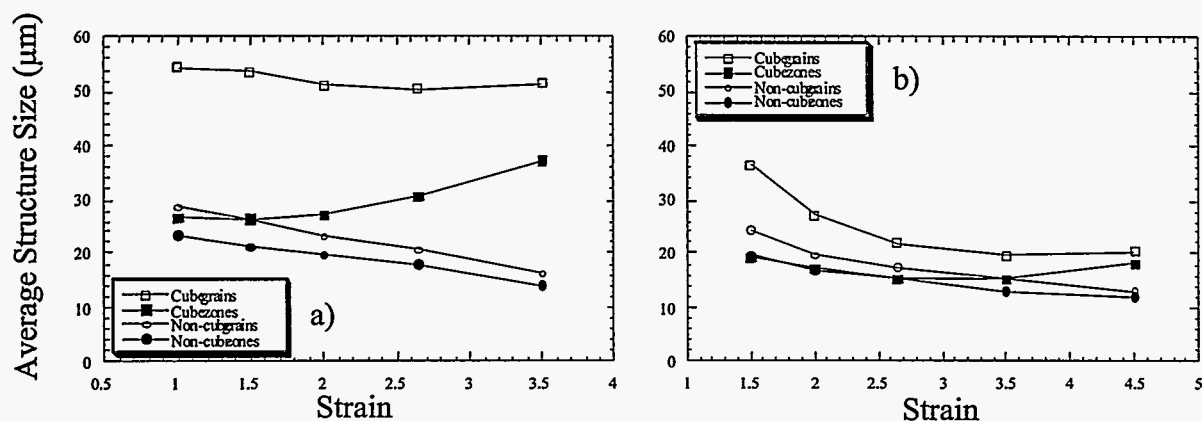 Average Structure Size (µm)
60
50
40
30
20
10
0
Cubegrains
Cubezones
Non-cubgrains
Non-cubezones
a)
0.5 1 1.5 2 2.5 3 3.5 4
Strain
60
50
40
30
20
10
0
Cubegrains
Cubezones
Non-cubgrains
Non-cubezones
b)
1 1.5 2 2.5 3 3.5 4 4.5 5
Strain